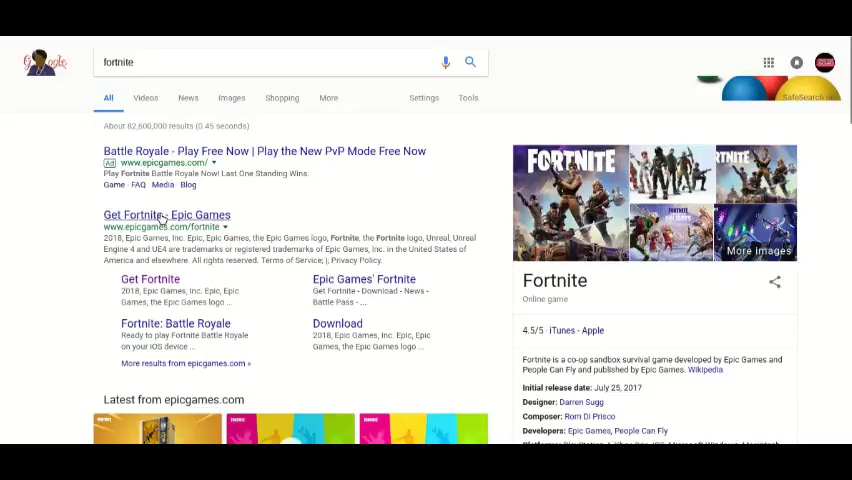 Google
fortnite
All Videos News Images Shopping More Settings Tools
SafeSearch
About 82,600,000 results (0.45 seconds)
Battle Royale - Play Free Now | Play the New PvP Mode Free Now
Ad www.epicgames.com/
Play Fortnite Battle Royale Now! Last One Standing Wins.
Game · FAQ Media Blog
Get Fortnite - Epic Games
www.epicgames.com/fortnite
2018, Epic Games, Inc. Epic, Epic Games, the Epic Games logo, Fortnite, the Fortnite logo, Unreal, Unreal
Engine 4 and UE4 are trademarks or registered trademarks of Epic Games, Inc. in the United States of
America and elsewhere. All rights reserved. Terms of Service; |; Privacy Policy.
Get Fortnite
2018, Epic Games, Inc. Epic, Epic
Games, the Epic Games logo ...
Epic Games' Fortnite
Get Fortnite - Download - News -
Battle Pass - ...
Fortnite: Battle Royale
Ready to play Fortnite Battle Royale
on your iOS device ...
Download
2018, Epic Games, Inc. Epic, Epic
Games, the Epic Games logo ...
More results from epicgames.com »
Latest from epicgames.com
FORTNITE
FORTNITE
FORTNITE
FORTNITE
FORTNITE
FORTNITE
More images
Fortnite
Online game
4.5/5 · iTunes - Apple
Fortnite is a co-op sandbox survival game developed by Epic Games and
People Can Fly and published by Epic Games. Wikipedia
Initial release date: July 25, 2017
Designer: Darren Sugg
Composer: Rom Di Prisco
Developers: Epic Games, People Can Fly